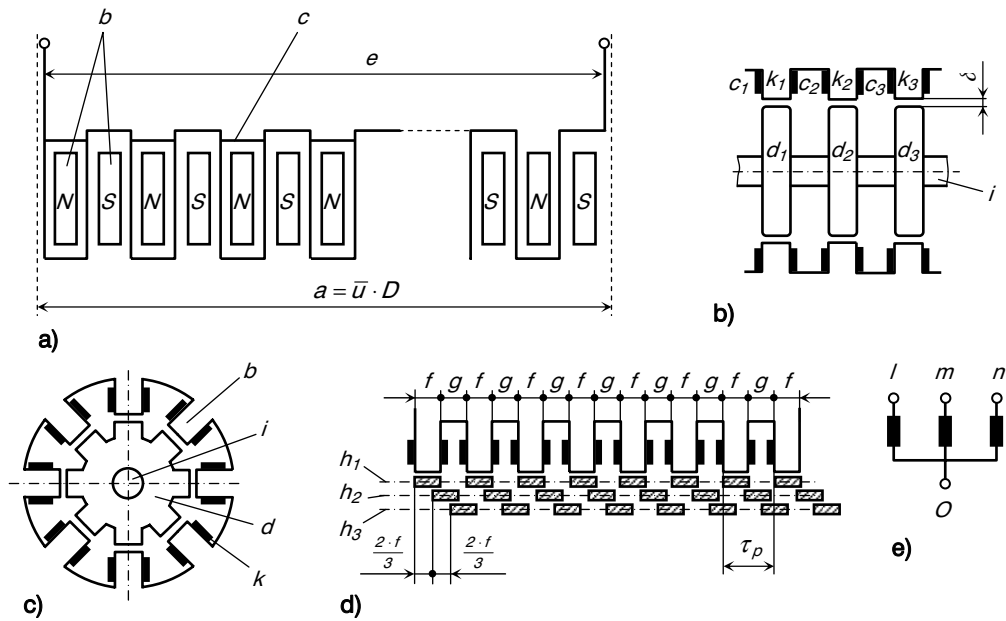 b
c
e
N S N S N S N S N S
a = u̅ · D
a)
c1 k1 c2 k2 c3 k3
δ
d1 d2 d3
i
b)
b
i
d
k
c)
f g f g f g f g f g f g f g f
h1
h2
h3
2 · f
3
2 · f
3
τp
d)
l m n
O
e)